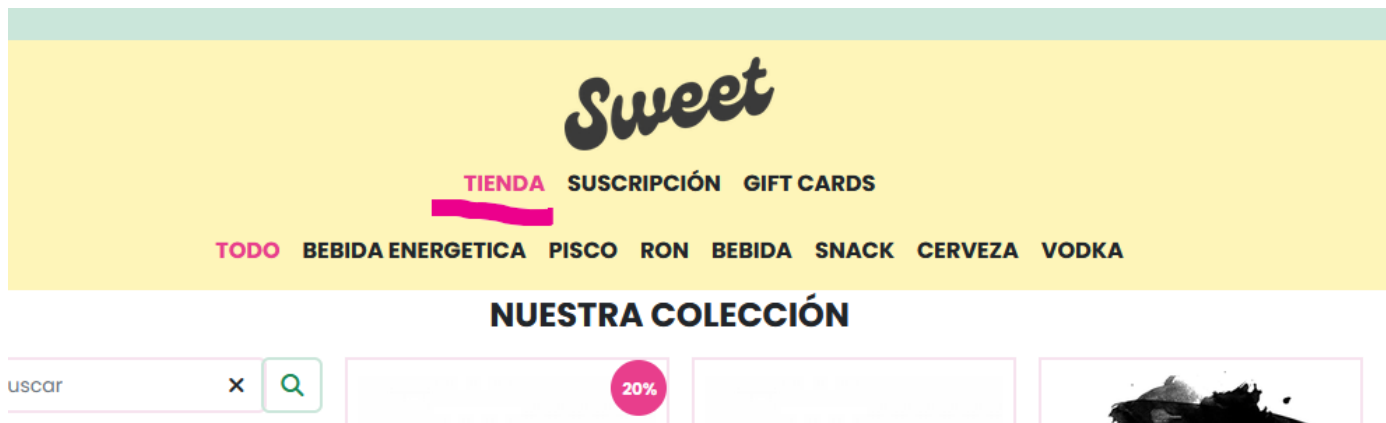 Sweet
TIENDA SUSCRIPCIÓN GIFT CARDS
TODO BEBIDA ENERGETICA PISCO RON BEBIDA SNACK CERVEZA VODKA
NUESTRA COLECCIÓN
uscar
20%